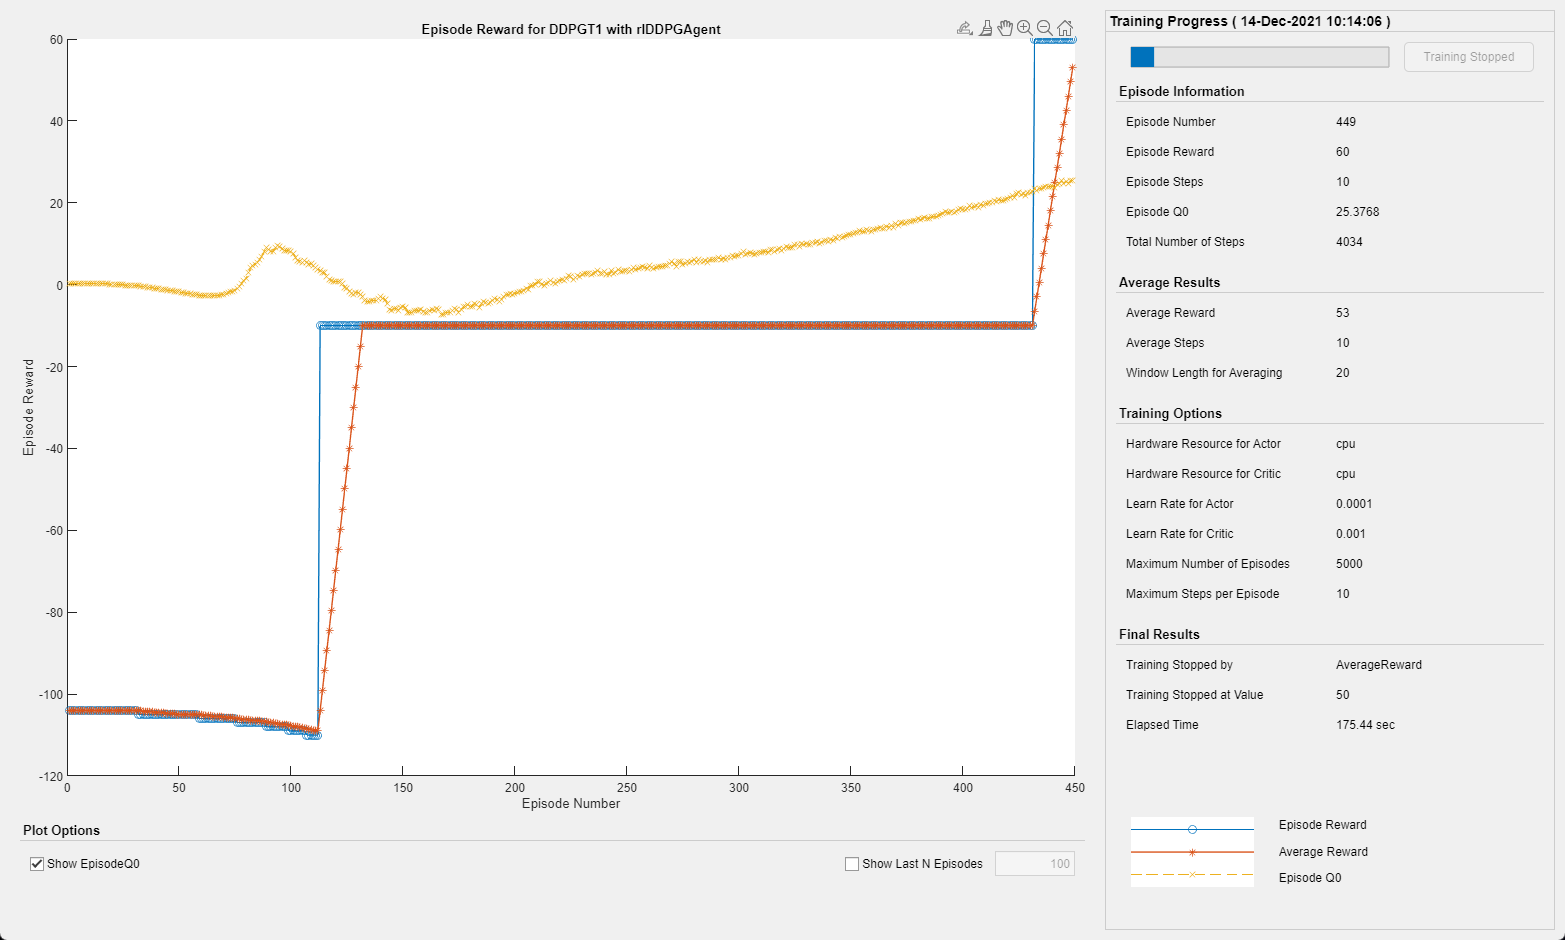 Episode Reward for DDPGT1 with rlDDPGAgent
60
40
20
0
-20
-40
-60
-80
-100
-120
Episode Reward
0 50 100 150 200 250 300 350 400 450
Episode Number
Plot Options
Show EpisodeQ0
Show Last N Episodes 100
Training Progress ( 14-Dec-2021 10:14:06 )
Training Stopped
Episode Information
Episode Number 449
Episode Reward 60
Episode Steps 10
Episode Q0 25.3768
Total Number of Steps 4034
Average Results
Average Reward 53
Average Steps 10
Window Length for Averaging 20
Training Options
Hardware Resource for Actor cpu
Hardware Resource for Critic cpu
Learn Rate for Actor 0.0001
Learn Rate for Critic 0.001
Maximum Number of Episodes 5000
Maximum Steps per Episode 10
Final Results
Training Stopped by AverageReward
Training Stopped at Value 50
Elapsed Time 175.44 sec
Episode Reward
Average Reward
Episode Q0